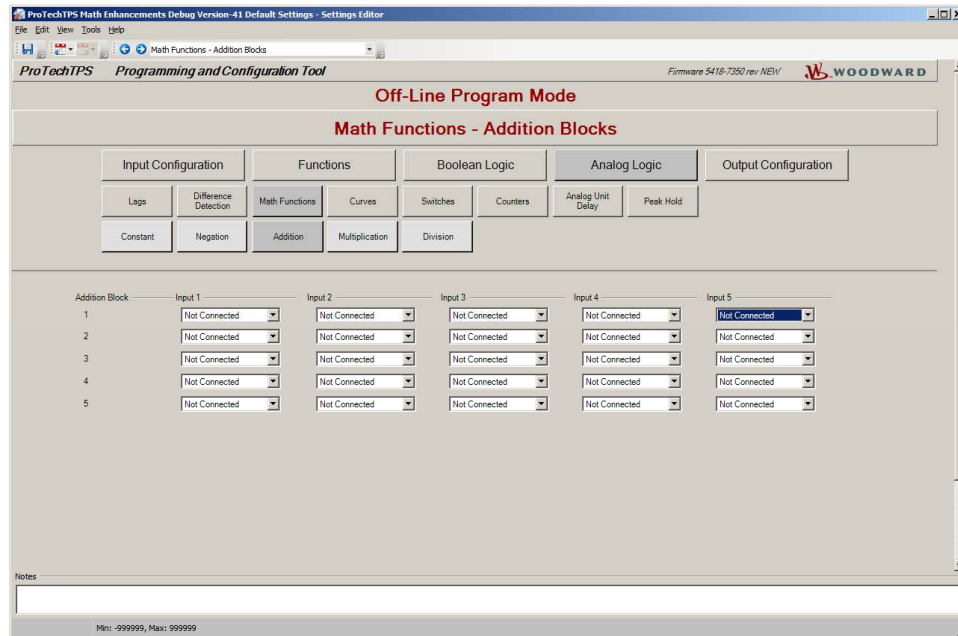 ProTechTPS Math Enhancements Debug Version-41 Default Settings - Settings Editor
File Edit View Tools Help
Math Functions - Addition Blocks
ProTechTPS Programming and Configuration Tool Firmware 5418-7350 rev NEW WOODWARD
Off-Line Program Mode
Math Functions - Addition Blocks
Input Configuration Functions Boolean Logic Analog Logic Output Configuration
Lags Difference Detection Math Functions Curves Switches Counters Analog Unit Delay Peak Hold
Constant Negation Addition Multiplication Division
Addition Block Input 1 Input 2 Input 3 Input 4 Input 5
1 Not Connected Not Connected Not Connected Not Connected Not Connected
2 Not Connected Not Connected Not Connected Not Connected Not Connected
3 Not Connected Not Connected Not Connected Not Connected Not Connected
4 Not Connected Not Connected Not Connected Not Connected Not Connected
5 Not Connected Not Connected Not Connected Not Connected Not Connected
Notes
Min: -999999, Max: 999999